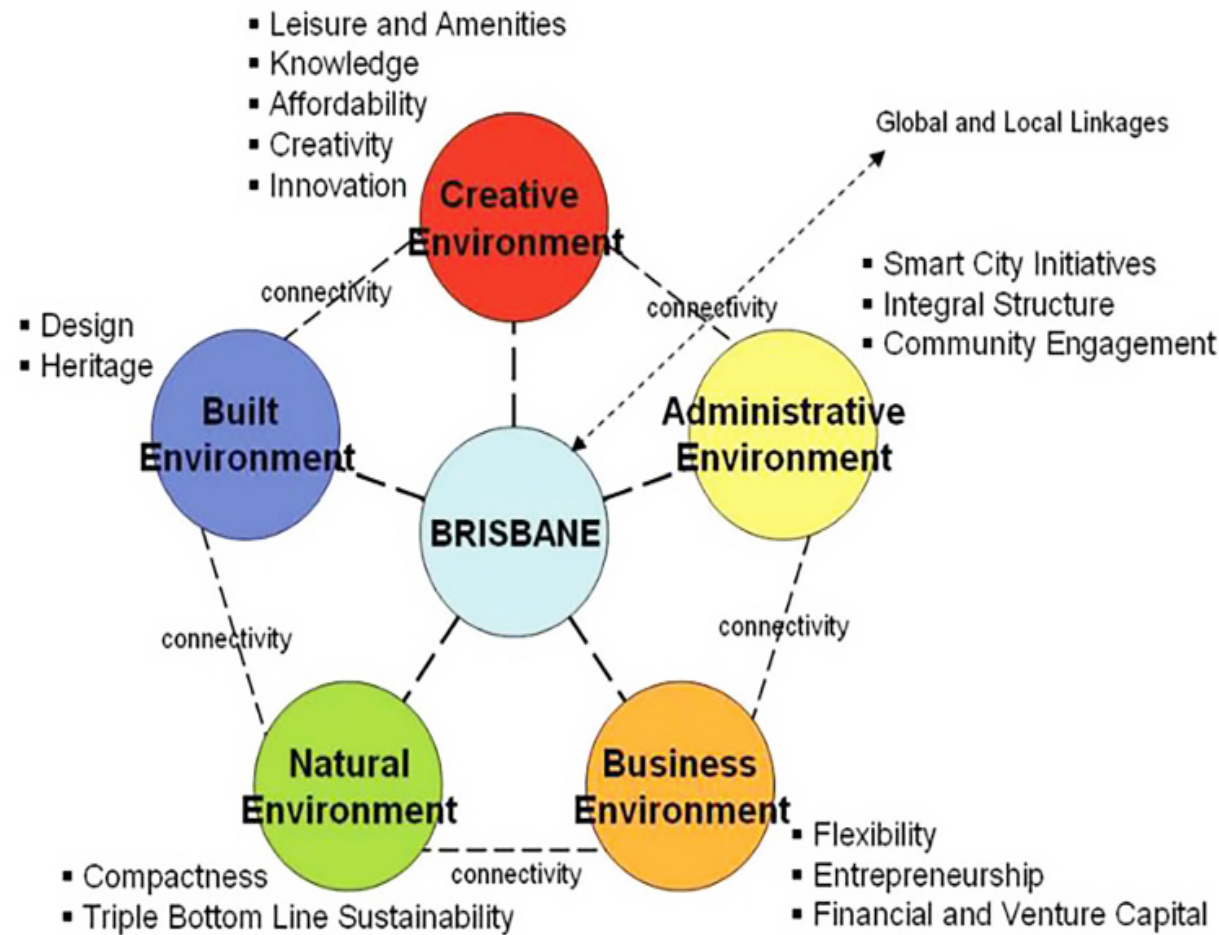 ▪ Leisure and Amenities
▪ Knowledge
▪ Affordability
▪ Creativity
▪ Innovation
Global and Local Linkages
Creative
Environment
connectivity
connectivity
▪ Smart City Initiatives
▪ Integral Structure
▪ Community Engagement
▪ Design
▪ Heritage
Built
Environment
Administrative
Environment
BRISBANE
connectivity
connectivity
Natural
Environment
Business
Environment
connectivity
▪ Compactness
▪ Triple Bottom Line Sustainability
▪ Flexibility
▪ Entrepreneurship
▪ Financial and Venture Capital